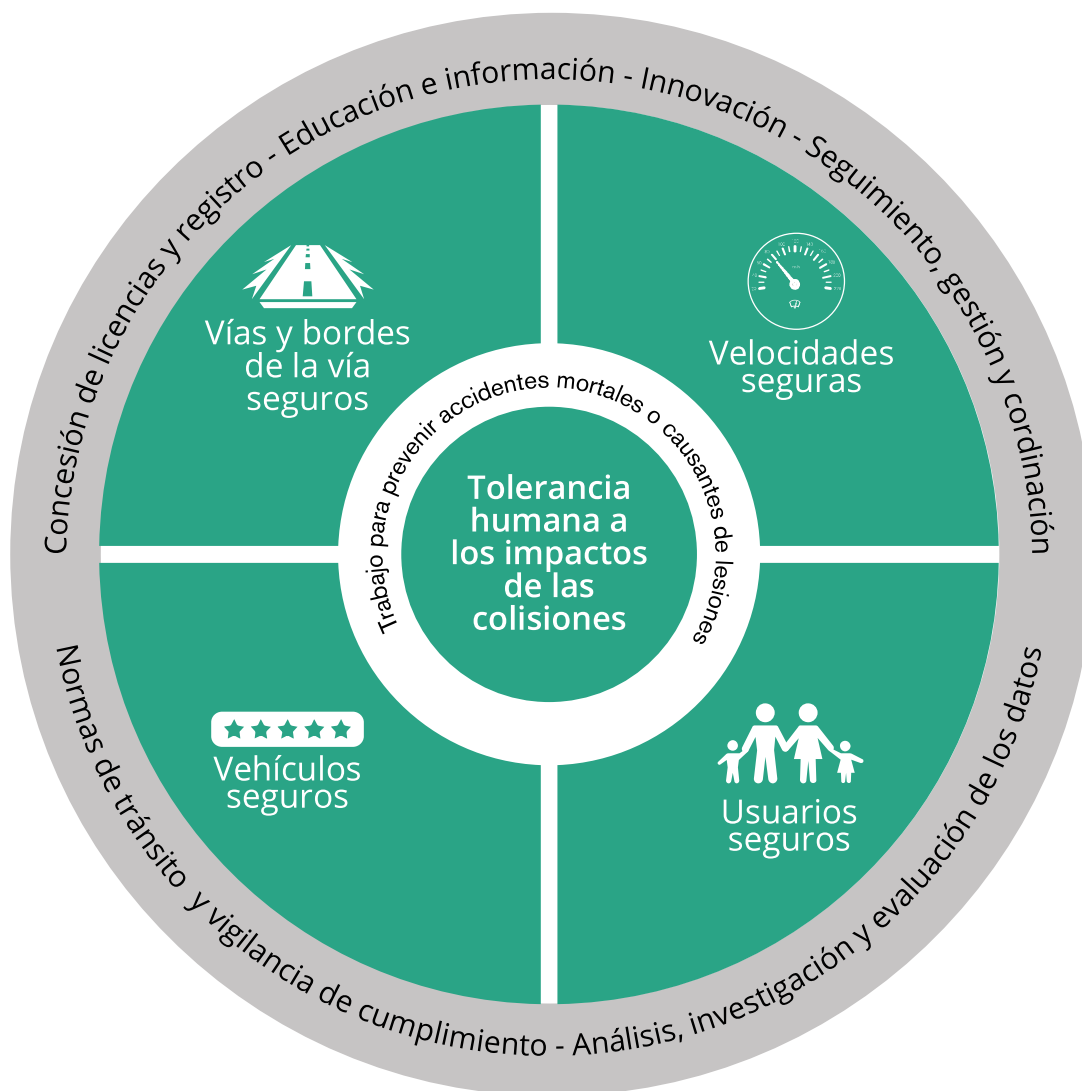 Concesión de licencias y registro - Educación e información - Innovación - Seguimiento, gestión y cordinación
Vías y bordes
de la vía
seguros
Velocidades
seguras
Trabajo para prevenir accidentes mortales o causantes de lesiones
Tolerancia
humana a
los impactos
de las
colisiones
Vehículos
seguros
Usuarios
seguros
Normas de tránsito y vigilancia de cumplimiento - Análisis, investigación y evaluación de los datos